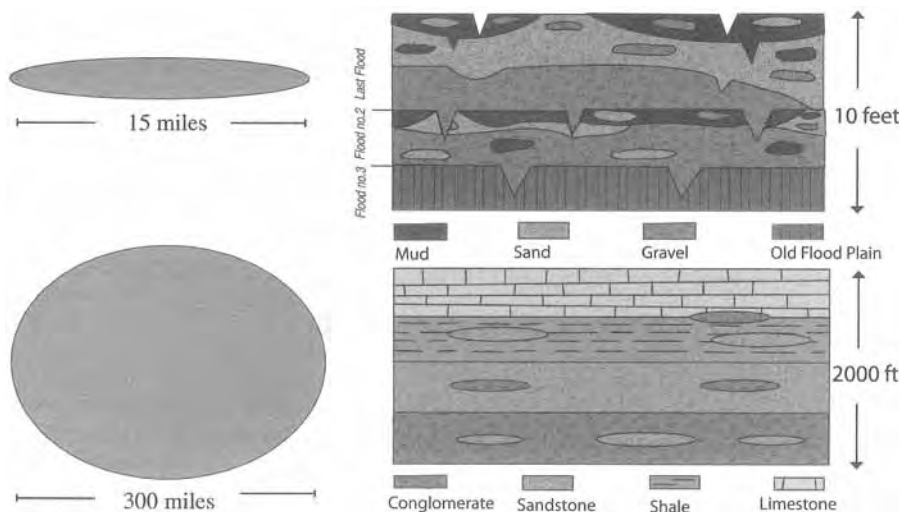 15 miles
Last Flood
Flood no.2
Flood no.3
10 feet
Mud Sand Gravel Old Flood Plain
300 miles
2000 ft
Conglomerate Sandstone Shale Limestone